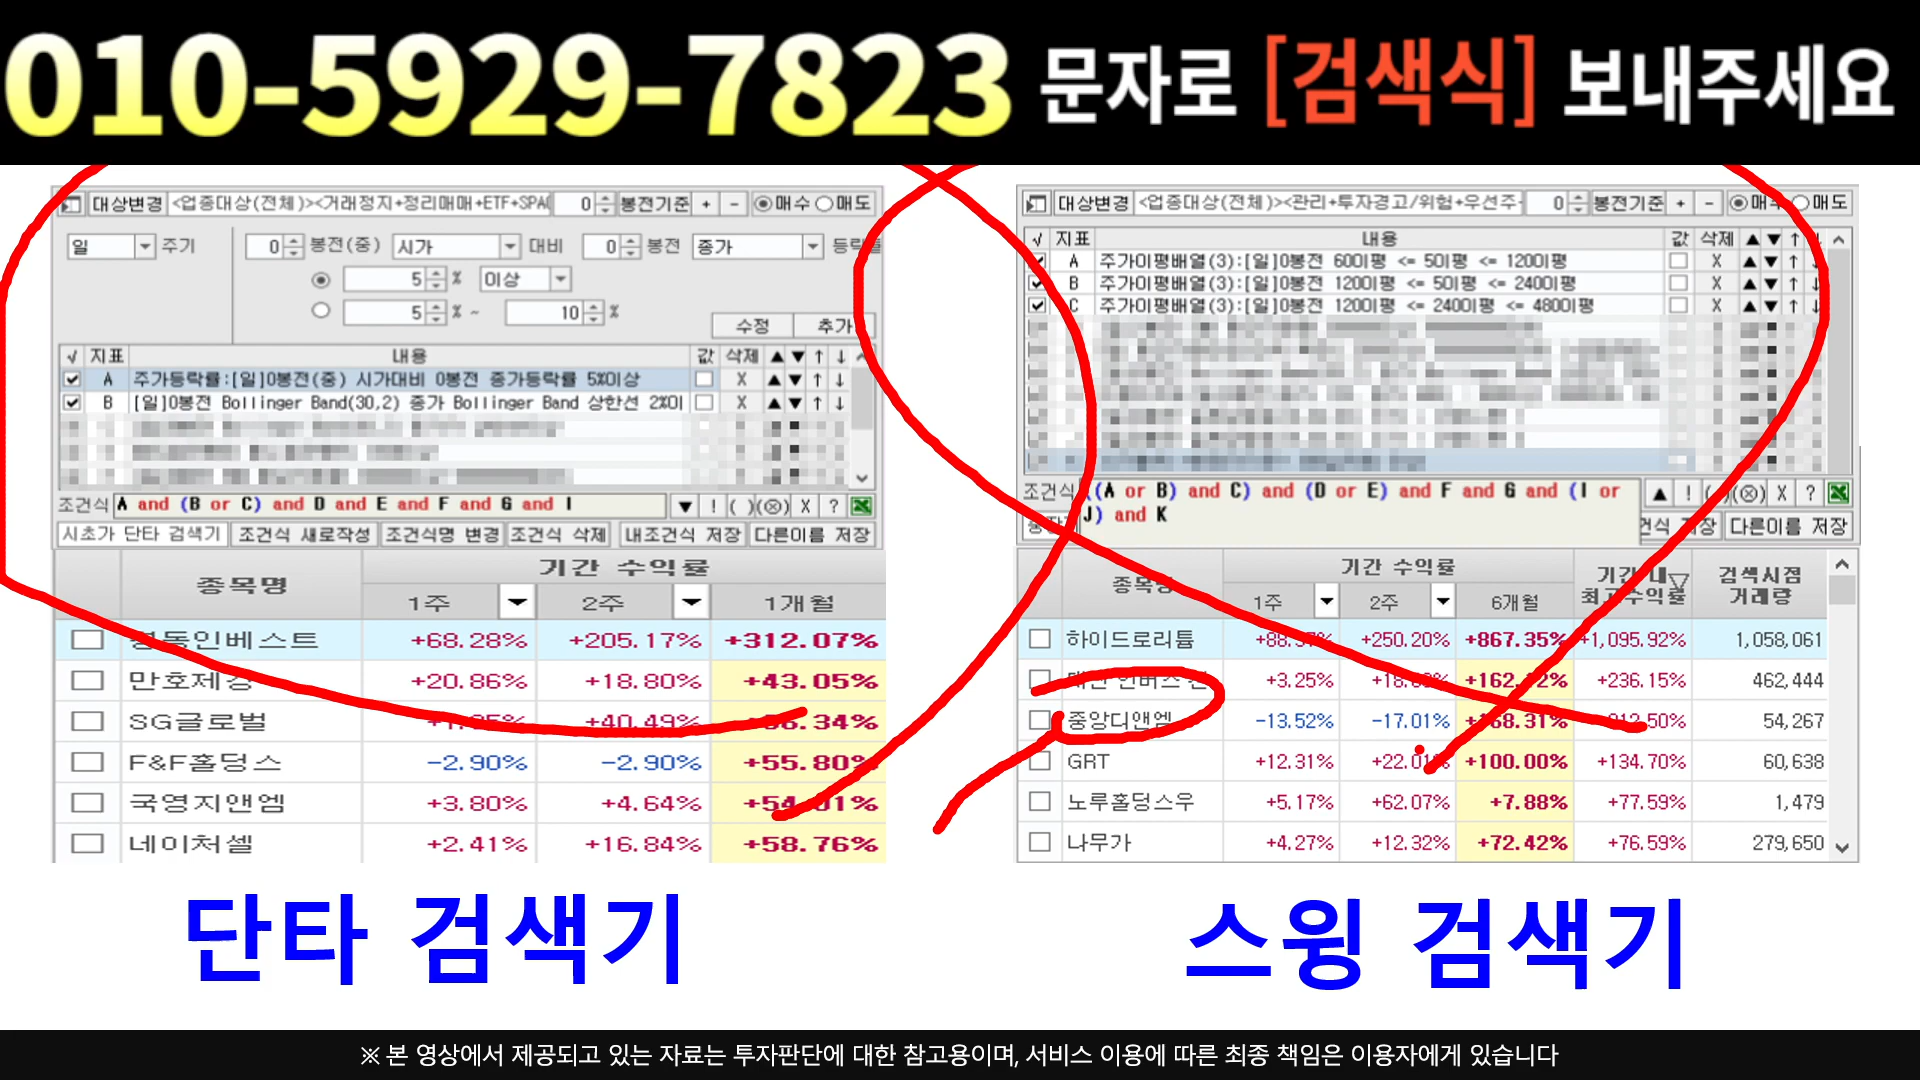 010-5929-7823 문자로 [검색식] 보내주세요
대상변경 <업종대상(전체)><거래정지+정리매매+ETF+SPA 0 봉전기준 + - 매수 매도
일 주기 0 봉전(중) 시가 대비 0 봉전 종가
5 % 이상
5 % ~ 10 %
수정 추가
√ 지표 내용 값 삭제 ▲ ▼ ↑ ↓
A 주가등락률:[일]0봉전(중) 시가대비 0봉전 종가등락률 5%이상 X ▲ ▼ ↑ ↓
B [일]0봉전 Bollinger Band(30,2) 종가 Bollinger Band 상한선 2%이 X ▲ ▼ ↑ ↓
조건식 A and (B or C) and D and E and F and G and I ▼ ! ( )(⊗) X ?
시초가 단타 검색기 조건식 새로작성 조건식명 변경 조건식 삭제 내조건식 저장 다른이름 저장
종목명 기간 수익률
1주 2주 1개월
인베스트 +68.28% +205.17% +312.07%
만호제강 +20.86% +18.80% +43.05%
SG글로벌 +40.49%
F&F홀딩스 -2.90% -2.90% +55.80%
국영지앤엠 +3.80% +4.64%
네이처셀 +2.41% +16.84% +58.76%
단타 검색기
대상변경 <업종대상(전체)><관리+투자경고/위험+우선주+ 0 봉전기준 + - 매수 매도
√ 지표 내용 값 삭제 ▲ ▼ ↑ ↓
A 주가이평배열(3):[일]0봉전 60이평 <= 5이평 <= 120이평 X ▲ ▼ ↑ ↓
B 주가이평배열(3):[일]0봉전 120이평 <= 5이평 <= 240이평 X ▲ ▼ ↑ ↓
C 주가이평배열(3):[일]0봉전 120이평 <= 240이평 <= 480이평 X ▲ ▼ ↑ ↓
조건식 ((A or B) and C) and (D or E) and F and G and (I or ▲ ! ( )(⊗) X ?
J) and K
저장 다른이름 저장
종목명 기간 수익률 기간 내 최고수익률 검색시점 거래량
1주 2주 6개월
하이드로리튬 +250.20% +867.35% +1,095.92% 1,058,061
+3.25% +236.15% 462,444
중앙디앤엠 -13.52% -17.01% 54,267
GRT +12.31% +100.00% +134.70% 60,638
노루홀딩스우 +5.17% +62.07% +7.88% +77.59% 1,479
나무가 +4.27% +12.32% +72.42% +76.59% 279,650
스윙 검색기
※ 본 영상에서 제공되고 있는 자료는 투자판단에 대한 참고용이며, 서비스 이용에 따른 최종 책임은 이용자에게 있습니다